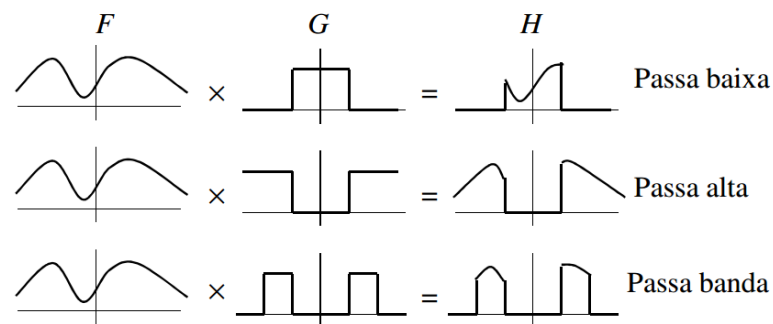 F G H
× = Passa baixa
× = Passa alta
× = Passa banda